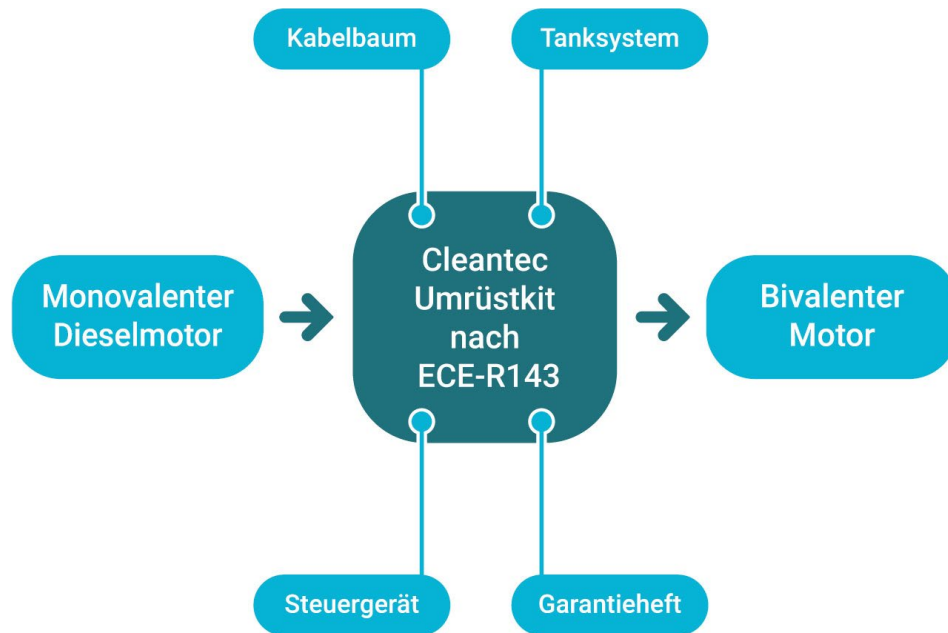 Kabelbaum
Tanksystem
Monovalenter
Dieselmotor
Cleantec
Umrüstkit
nach
ECE-R143
Bivalenter
Motor
Steuergerät
Garantieheft